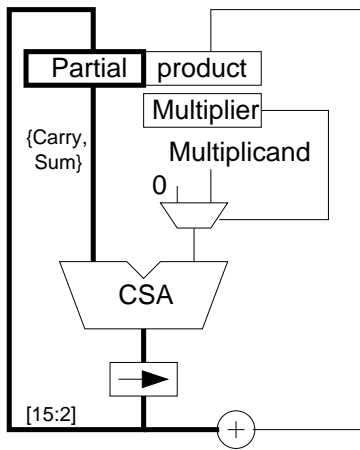 Partial product
Multiplier
{Carry,
Sum}
Multiplicand
0
CSA
[15:2]
+